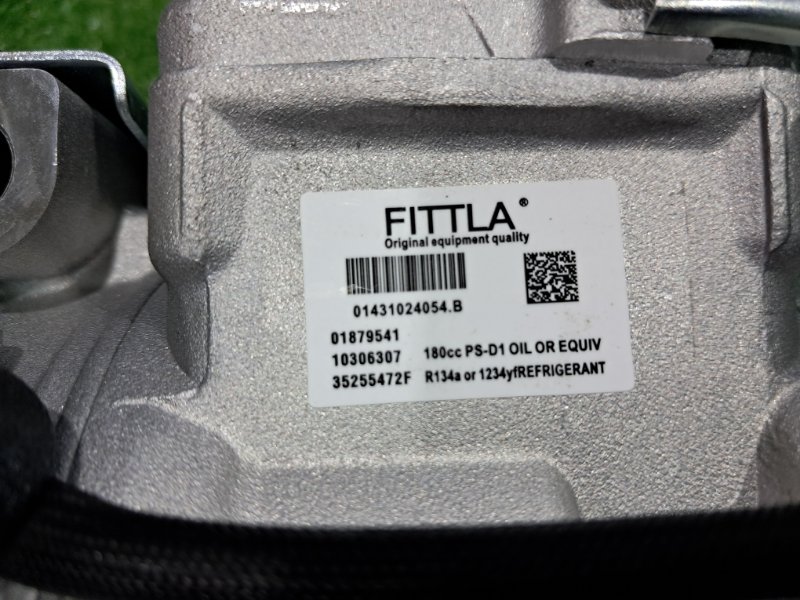 FITTLA®
Original equipment quality
01431024054.B
01879541
10306307 180cc PS-D1 OIL OR EQUIV
35255472F R134a or 1234yfREFRIGERANT